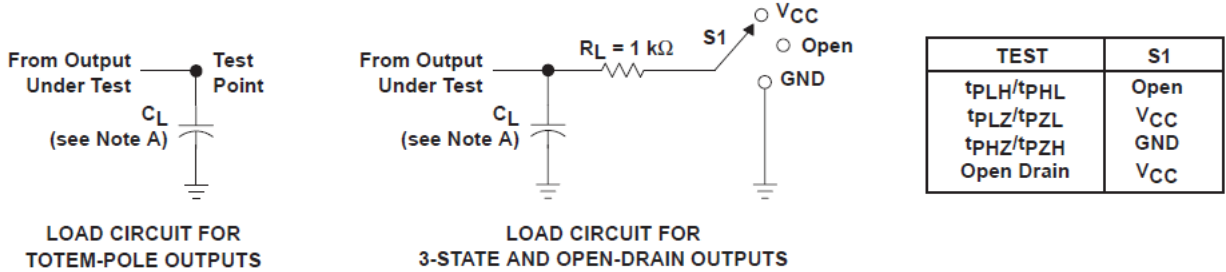 From Output
Under Test
Test
Point
CL
(see Note A)
LOAD CIRCUIT FOR
TOTEM-POLE OUTPUTS
From Output
Under Test
RL = 1 kΩ
S1
VCC
Open
GND
CL
(see Note A)
LOAD CIRCUIT FOR
3-STATE AND OPEN-DRAIN OUTPUTS
TEST S1
tPLH/tPHL Open
tPLZ/tPZL VCC
tPHZ/tPZH GND
Open Drain VCC